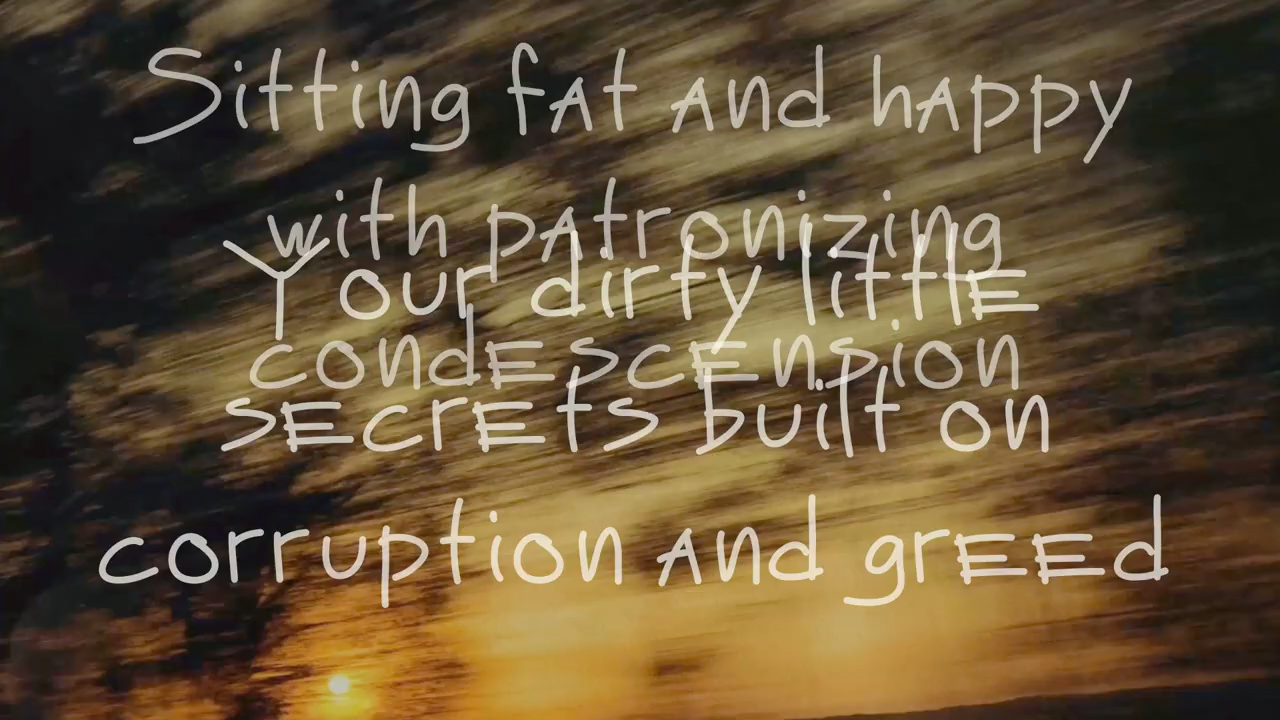 Sitting fat and happy
with patronizing
Your dirty little
condescension
secrets built on
corruption and greed